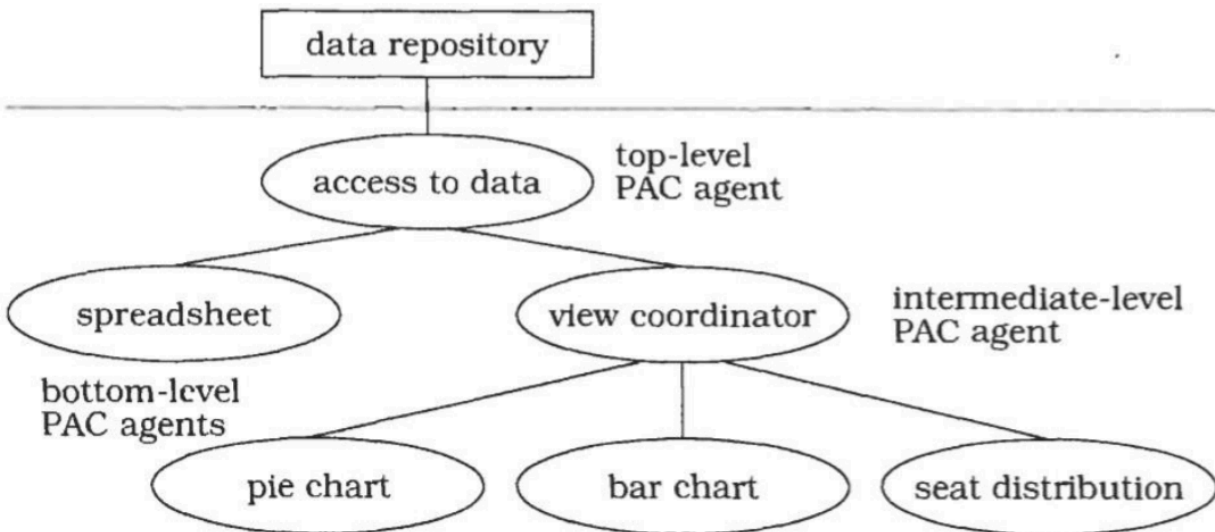 data repository
access to data
top-level
PAC agent
spreadsheet
view coordinator
intermediate-level
PAC agent
bottom-level
PAC agents
pie chart
bar chart
seat distribution